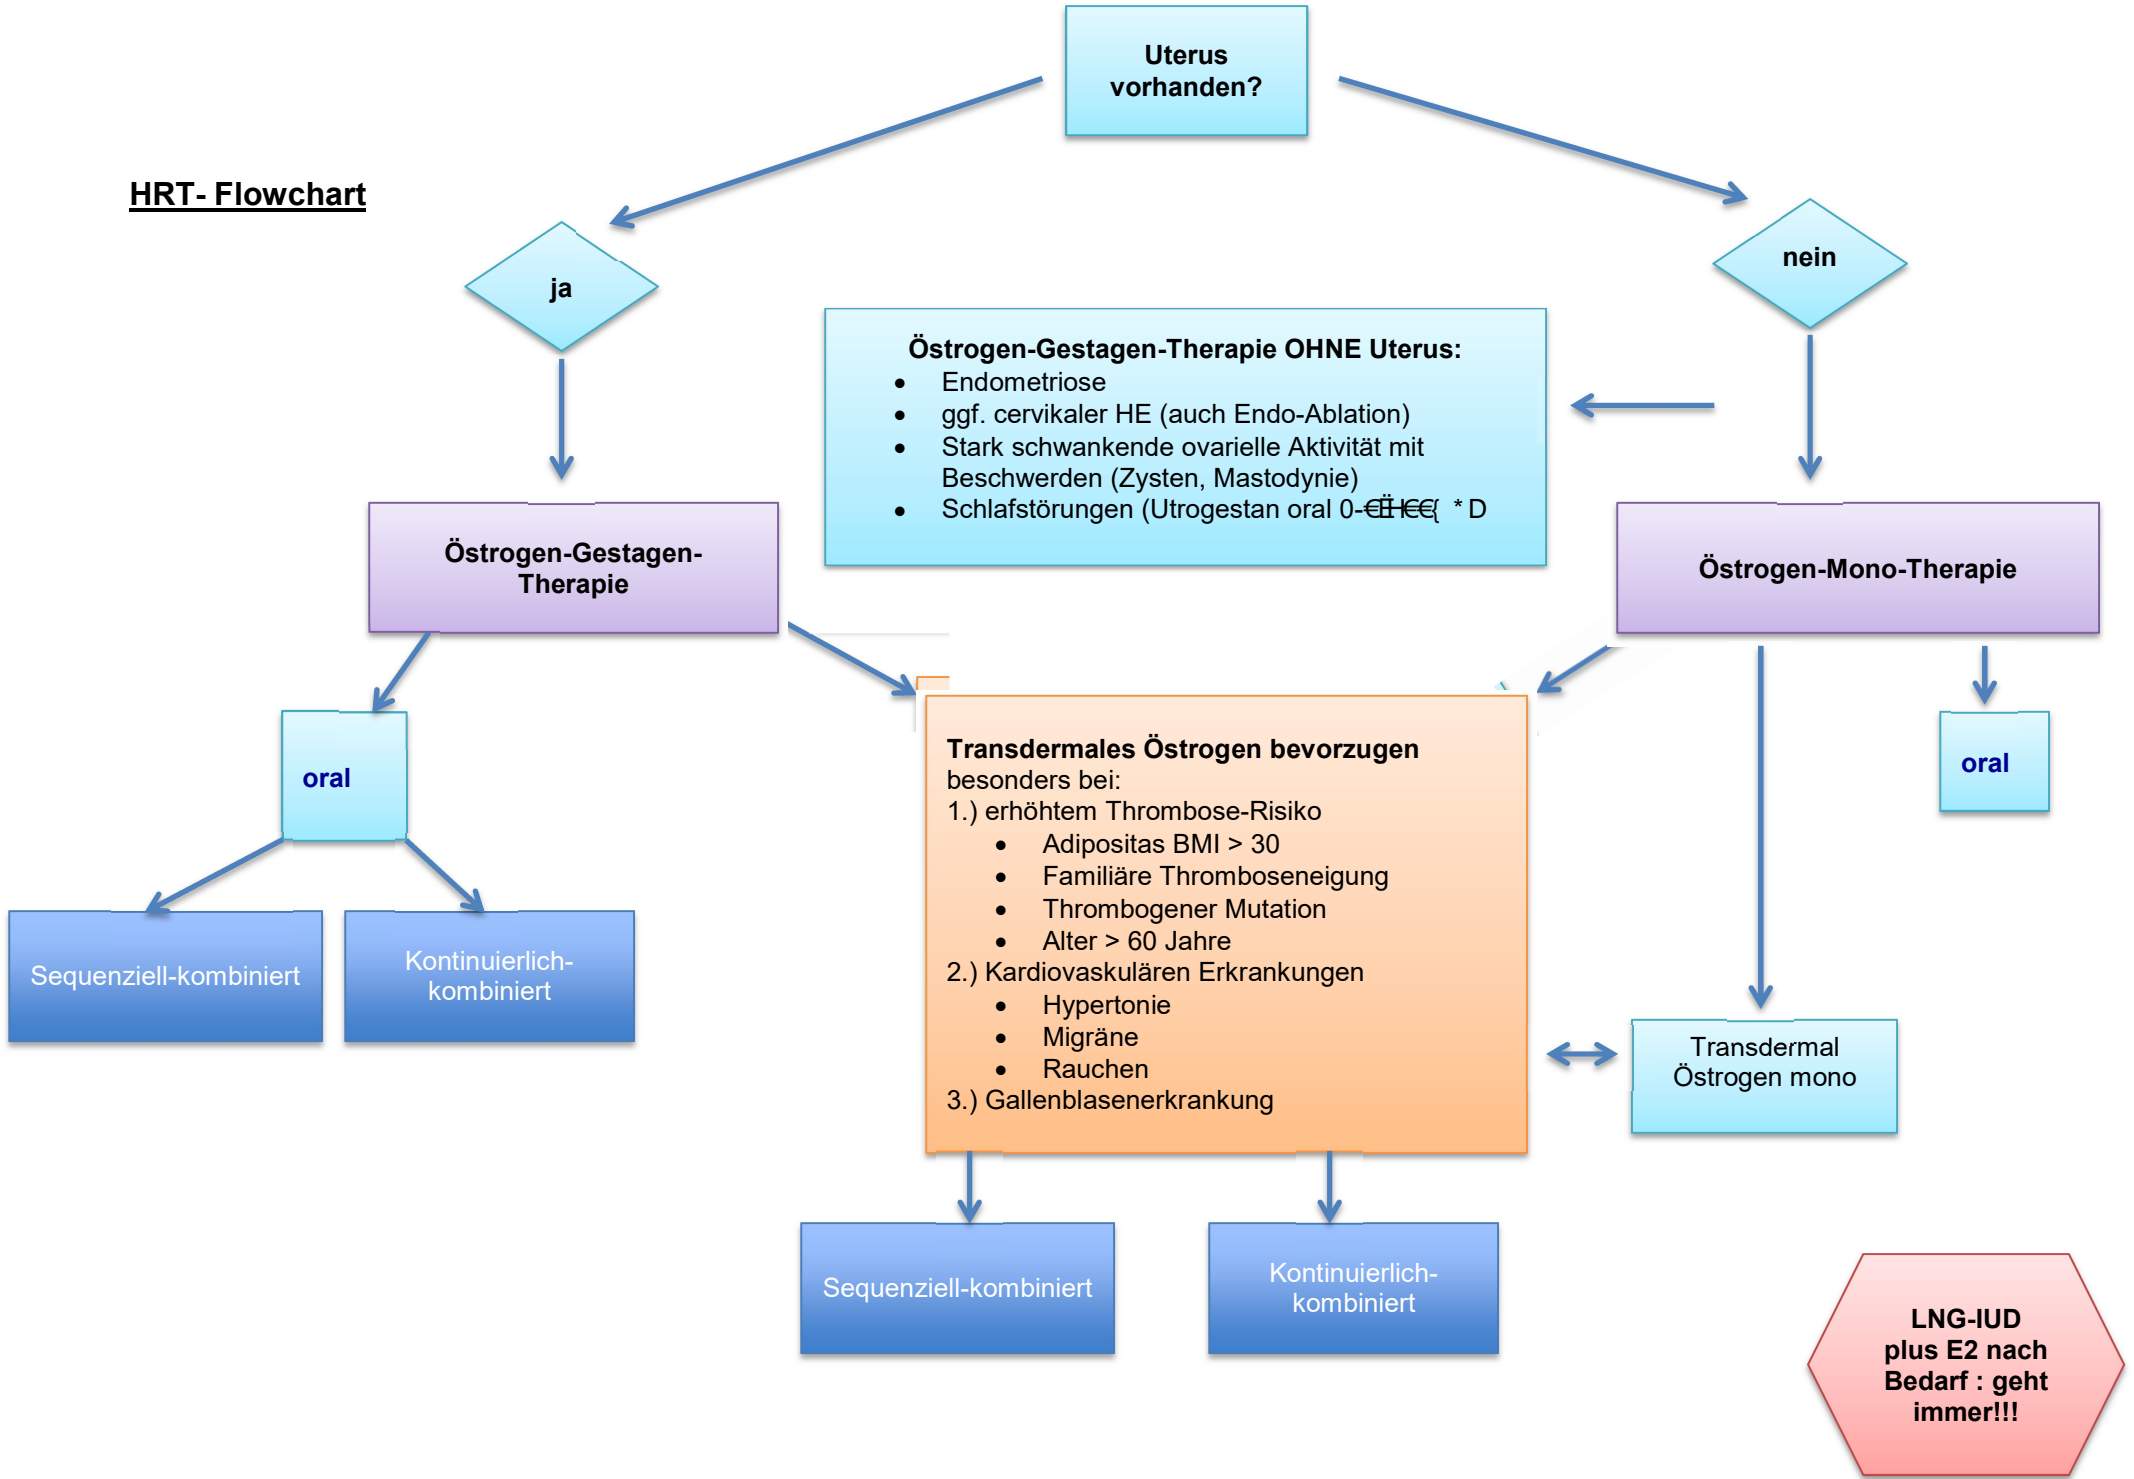 Uterus
vorhanden?
HRT- Flowchart
ja
nein
Östrogen-Gestagen-Therapie OHNE Uterus:
• Endometriose
• ggf. cervikaler HE (auch Endo-Ablation)
• Stark schwankende ovarielle Aktivität mit
Beschwerden (Zysten, Mastodynie)
• Schlafstörungen (Utrogestan oral
Östrogen-Gestagen-
Therapie
Östrogen-Mono-Therapie
oral
Transdermales Östrogen bevorzugen
besonders bei:
1.) erhöhtem Thrombose-Risiko
• Adipositas BMI > 30
• Familiäre Thromboseneigung
• Thrombogener Mutation
• Alter > 60 Jahre
2.) Kardiovaskulären Erkrankungen
• Hypertonie
• Migräne
• Rauchen
3.) Gallenblasenerkrankung
oral
Sequenziell-kombiniert
Kontinuierlich-
kombiniert
Transdermal
Östrogen mono
Sequenziell-kombiniert
Kontinuierlich-
kombiniert
LNG-IUD
plus E2 nach
Bedarf : geht
immer!!!